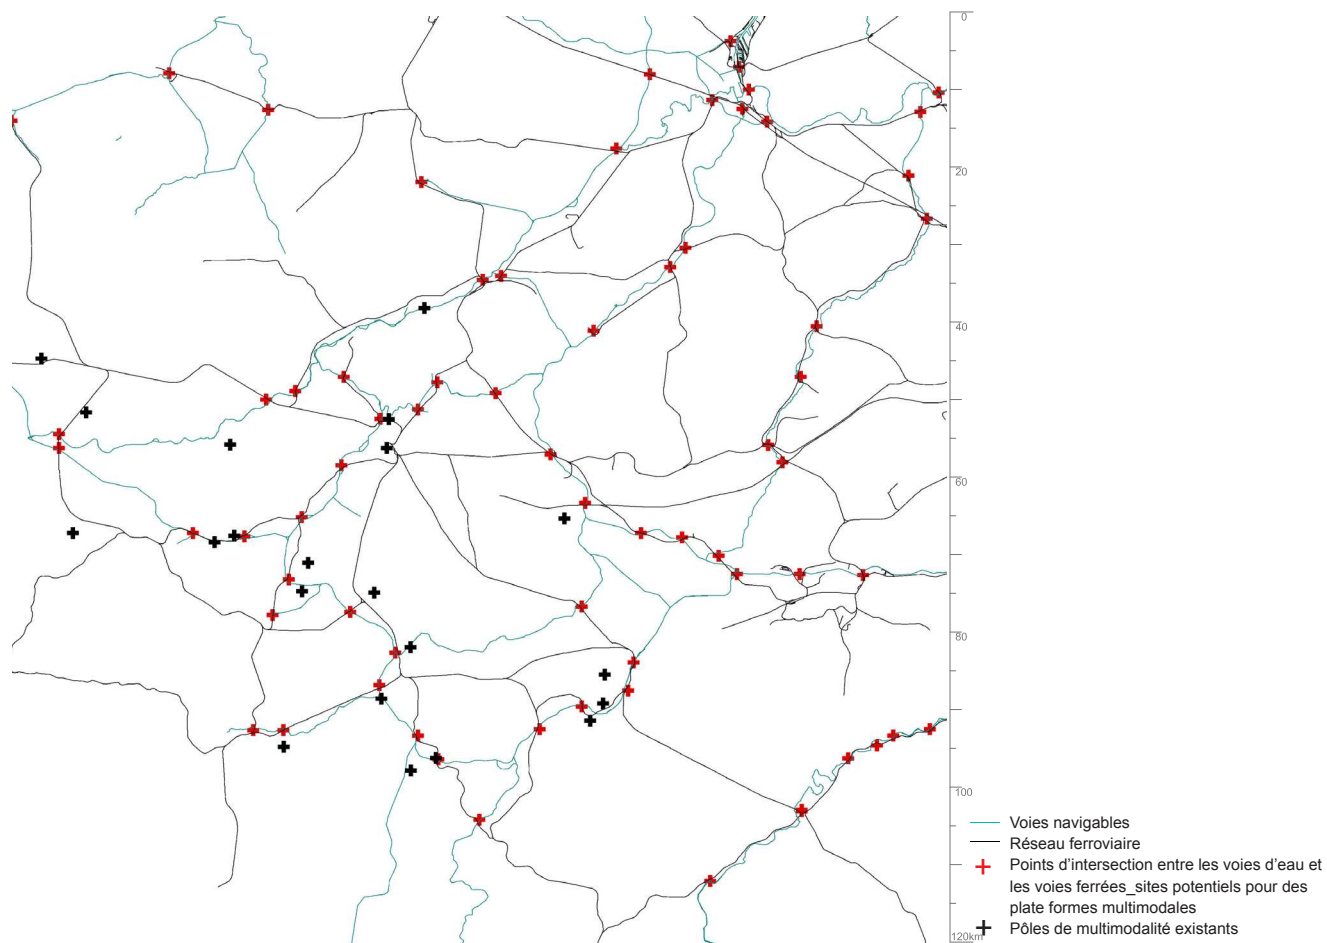 0
20
40
60
80
100
120km
Voies navigables
Réseau ferroviaire
Points d'intersection entre les voies d'eau et
les voies ferrées_sites potentiels pour des
plate formes multimodales
Pôles de multimodalité existants